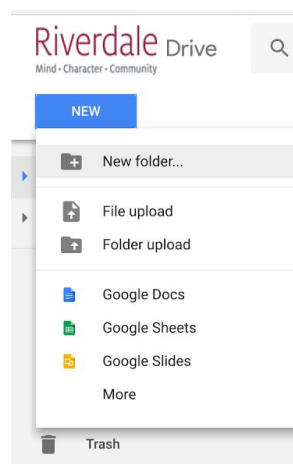 Riverdale Drive
Mind · Character · Community
NEW
New folder...
File upload
Folder upload
Google Docs
Google Sheets
Google Slides
More
Trash